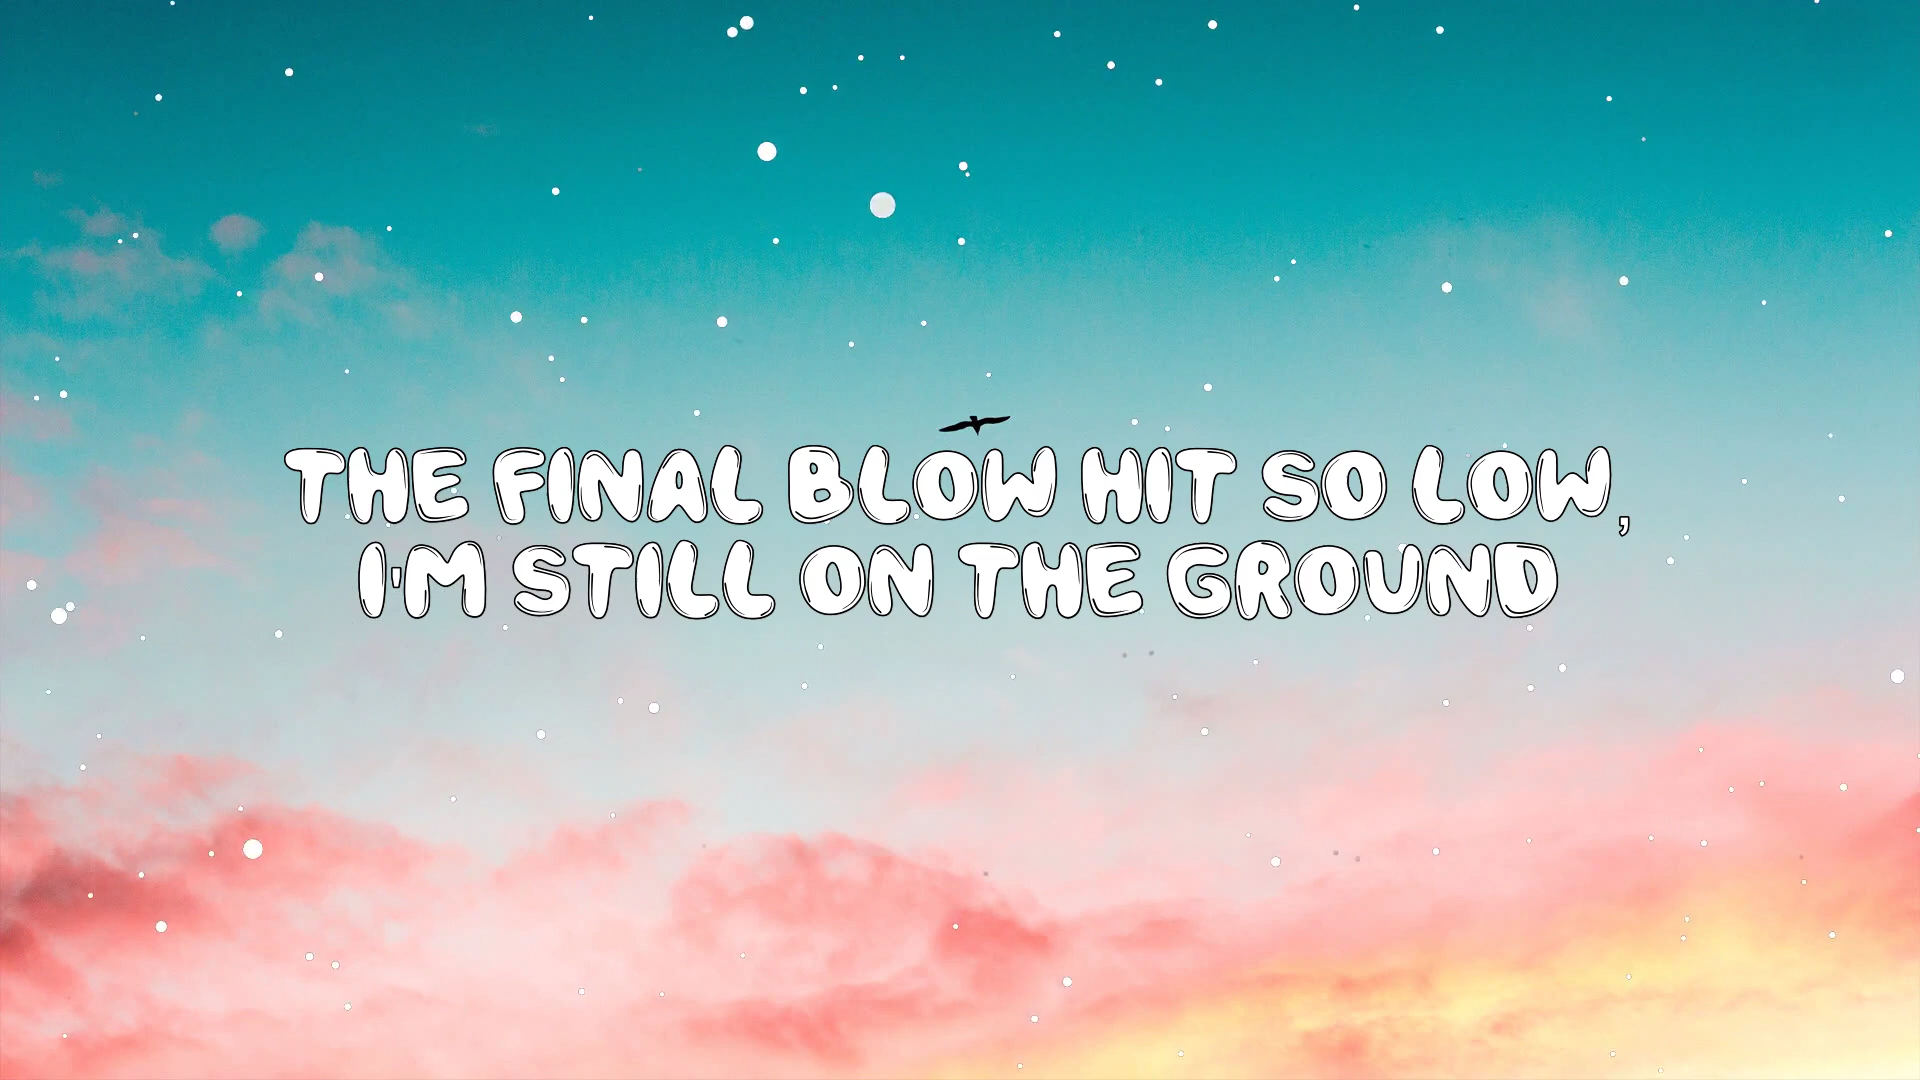 THE FINAL BLOW HIT SO LOW,
I'M STILL ON THE GROUND